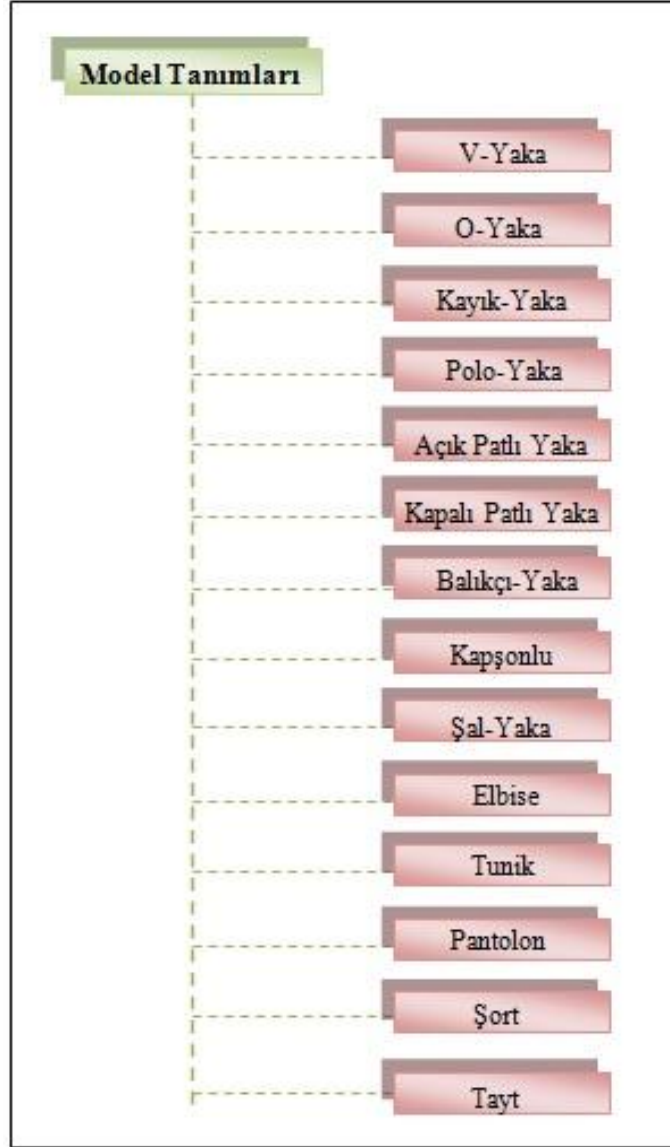 Model Tanımları
V-Yaka
O-Yaka
Kayık-Yaka
Polo-Yaka
Açık Patlı Yaka
Kapalı Patlı Yaka
Balıkçı-Yaka
Kapşonlu
Şal-Yaka
Elbise
Tunik
Pantolon
Şort
Tayt